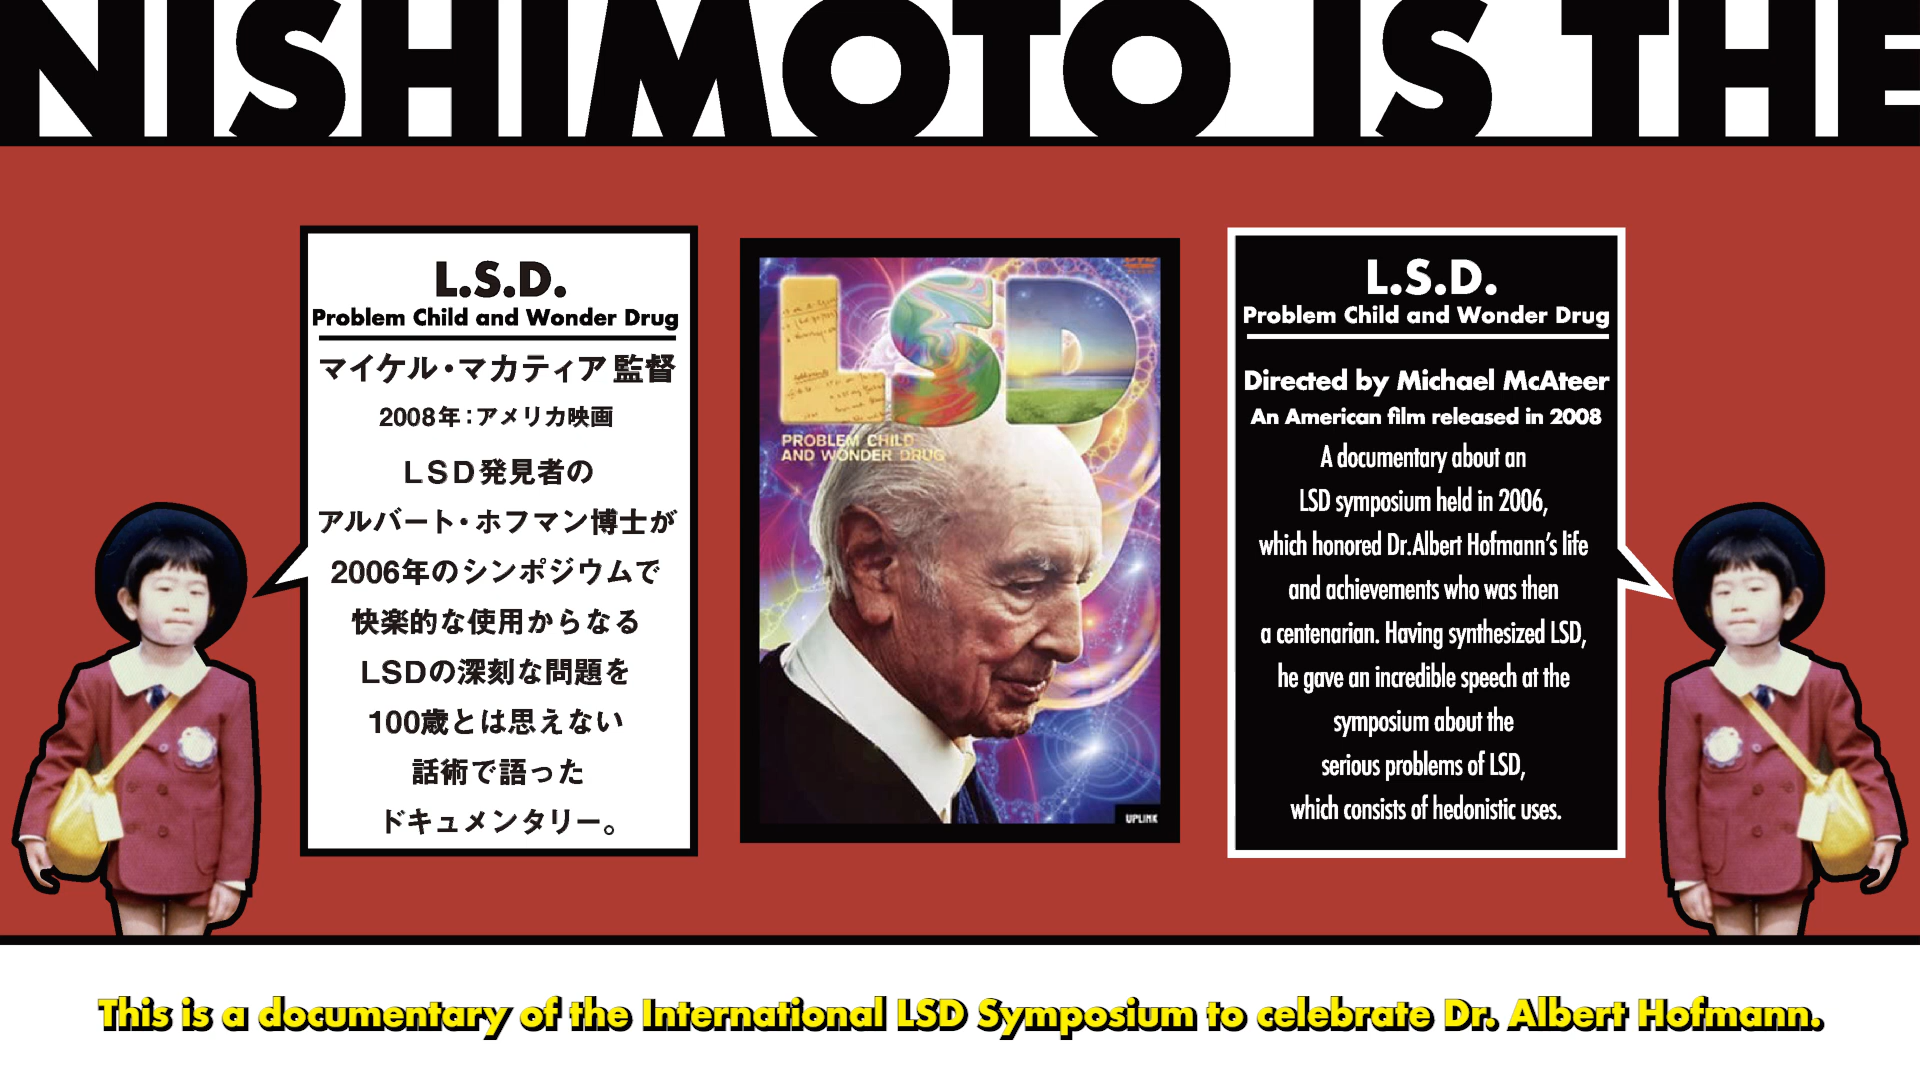 NISHIMOTO IS THE
L.S.D.
Problem Child and Wonder Drug
マイケル・マカティア監督
2008年：アメリカ映画
LSD発見者の
アルバート・ホフマン博士が
2006年のシンポジウムで
快楽的な使用からなる
LSDの深刻な問題を
100歳とは思えない
話術で語った
ドキュメンタリー。
LSD
PROBLEM CHILD
AND WONDER DRUG
UPLINK
L.S.D.
Problem Child and Wonder Drug
Directed by Michael McAteer
An American film released in 2008
A documentary about an
LSD symposium held in 2006,
which honored Dr.Albert Hofmann's life
and achievements who was then
a centenarian. Having synthesized LSD,
he gave an incredible speech at the
symposium about the
serious problems of LSD,
which consists of hedonistic uses.
This is a documentary of the International LSD Symposium to celebrate Dr. Albert Hofmann.